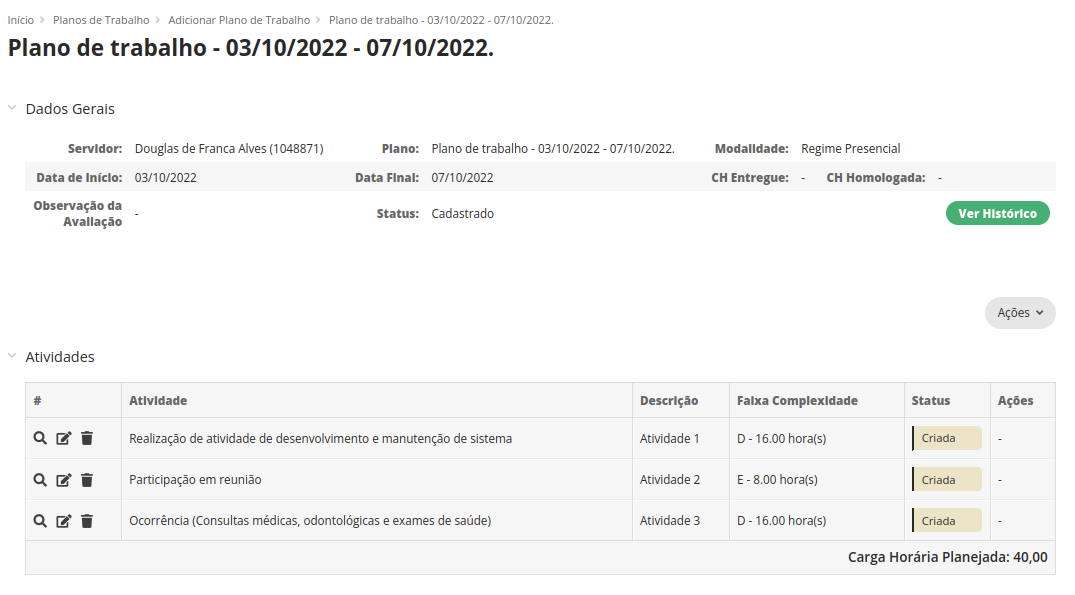 Início > Planos de Trabalho > Adicionar Plano de Trabalho > Plano de trabalho - 03/10/2022 - 07/10/2022.
Plano de trabalho - 03/10/2022 - 07/10/2022.
Dados Gerais
Servidor: Douglas de Franca Alves (1048871) Plano: Plano de trabalho - 03/10/2022 - 07/10/2022. Modalidade: Regime Presencial
Data de Início: 03/10/2022 Data Final: 07/10/2022 CH Entregue: - CH Homologada: -
Observação da Avaliação - Status: Cadastrado Ver Histórico
Ações
Atividades
# Atividade Descrição Faixa Complexidade Status Ações
Realização de atividade de desenvolvimento e manutenção de sistema Atividade 1 D - 16.00 hora(s) Criada -
Participação em reunião Atividade 2 E - 8.00 hora(s) Criada -
Ocorrência (Consultas médicas, odontológicas e exames de saúde) Atividade 3 D - 16.00 hora(s) Criada -
Carga Horária Planejada: 40,00